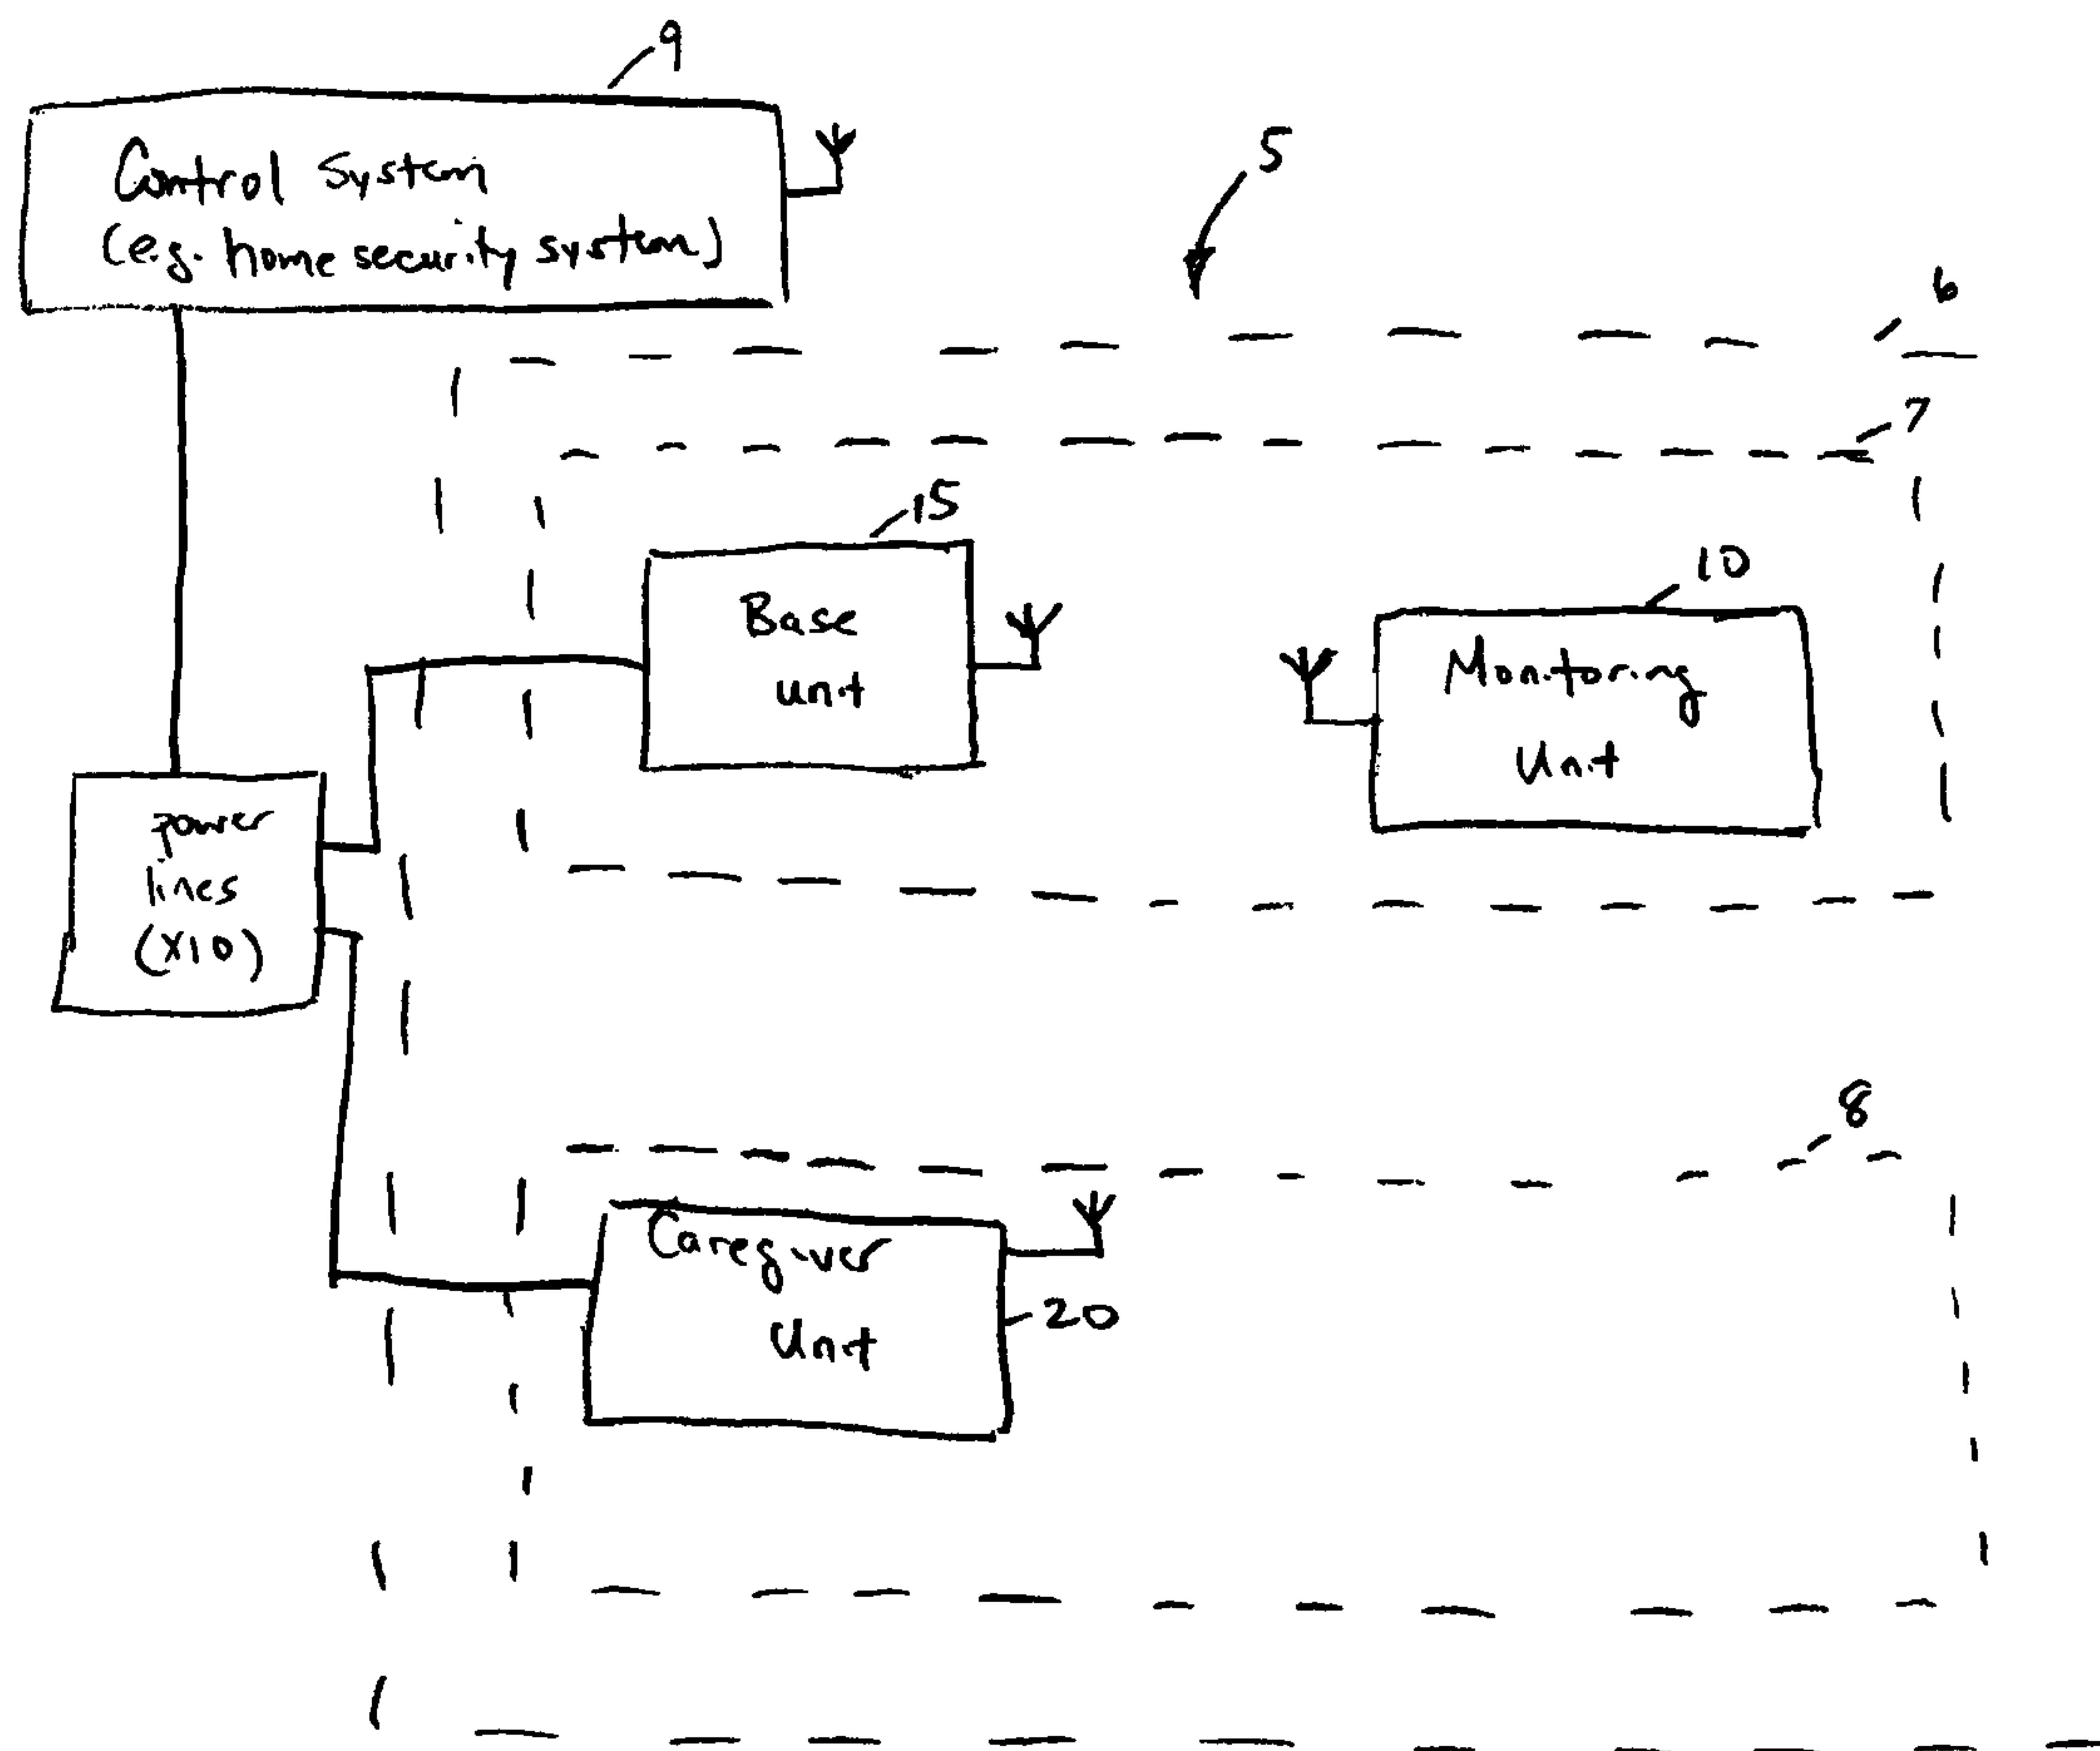 9
Control System
(e.g. home security system)
5
6
7
15
Base
unit
10
Monitoring
Unit
power
lines
(X10)
8
Caregiver
Unit
20